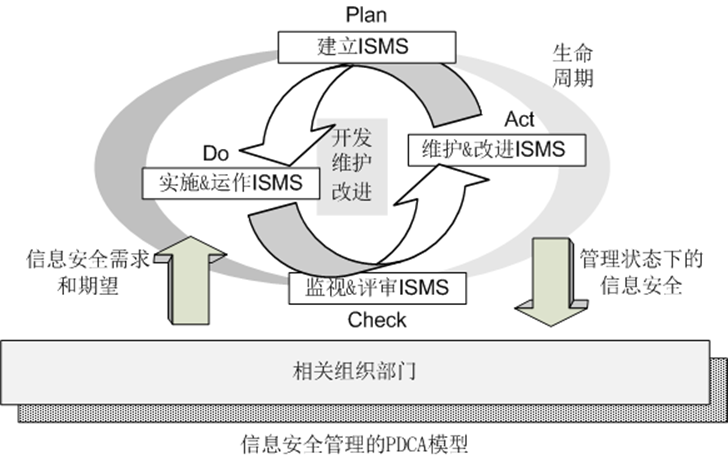 Plan
建立ISMS
生命
周期
Act
维护&改进ISMS
开发
维护
改进
Do
实施&运作ISMS
信息安全需求
和期望
管理状态下的
信息安全
监视&评审ISMS
Check
相关组织部门
信息安全管理的PDCA模型